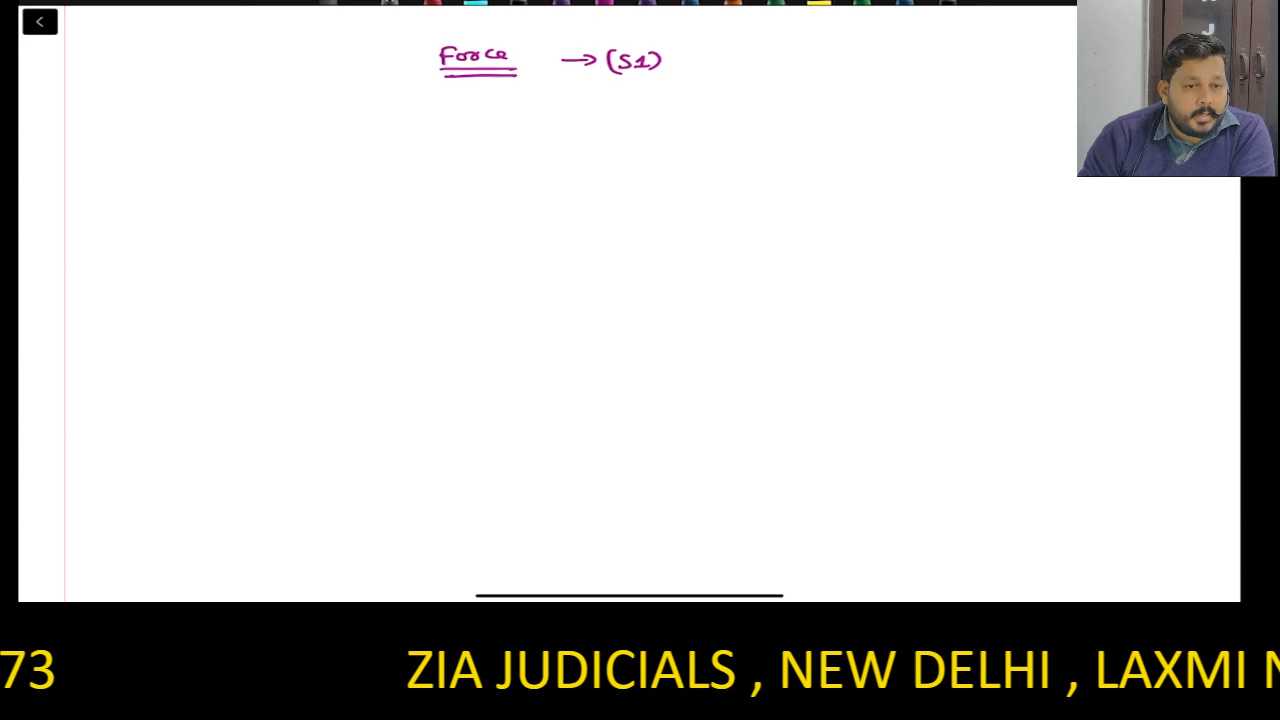 Force → (S1)
73 ZIA JUDICIALS , NEW DELHI , LAXMI N